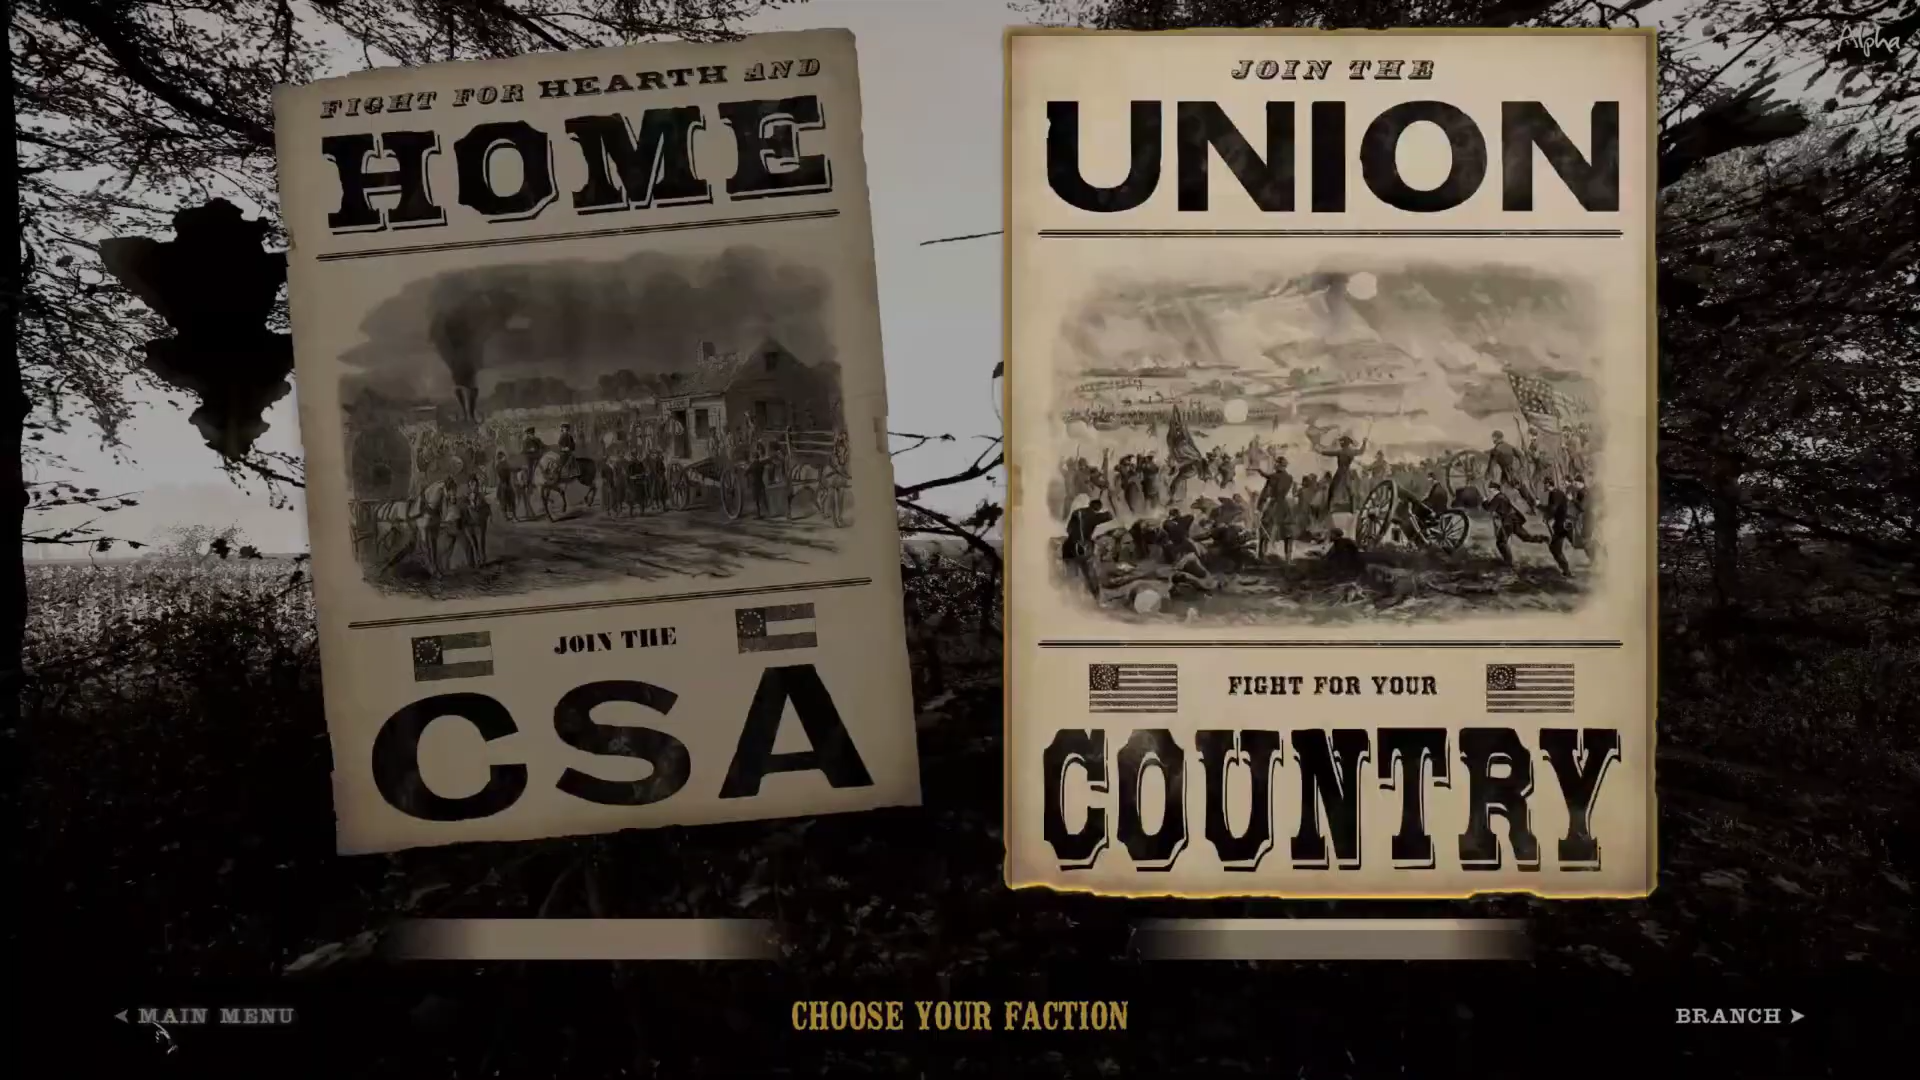 FIGHT FOR HEARTH AND
HOME
JOIN THE
CSA
JOIN THE
UNION
FIGHT FOR YOUR
COUNTRY
Alpha
MAIN MENU
CHOOSE YOUR FACTION
BRANCH